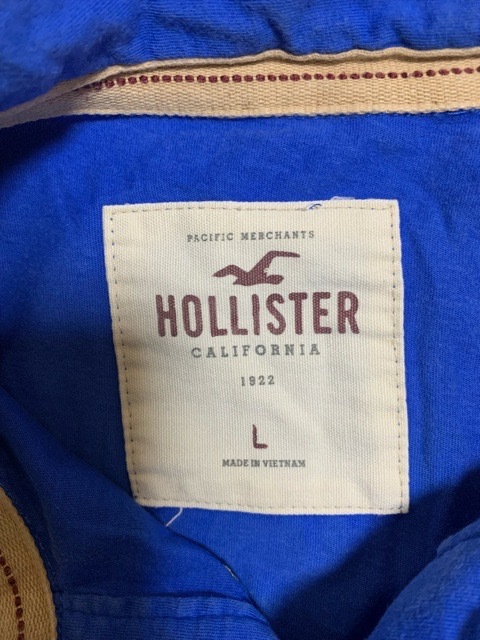 PACIFIC MERCHANTS
HOLLISTER
CALIFORNIA
1922
L
MADE IN VIETNAM